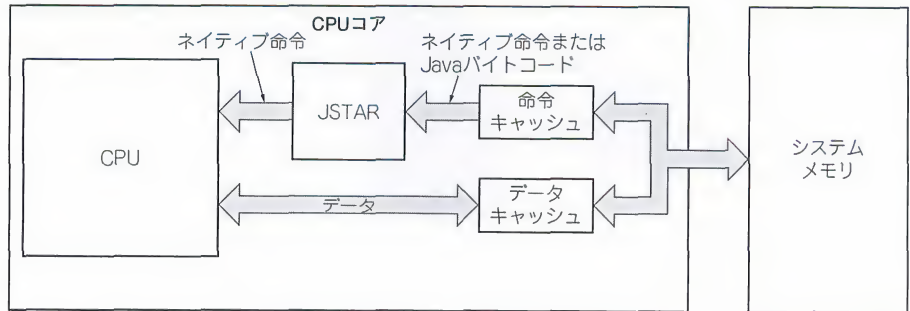 CPUコア
ネイティブ命令
ネイティブ命令または
Javaバイトコード
CPU
JSTAR
命令
キャッシュ
データ
データ
キャッシュ
システム
メモリ